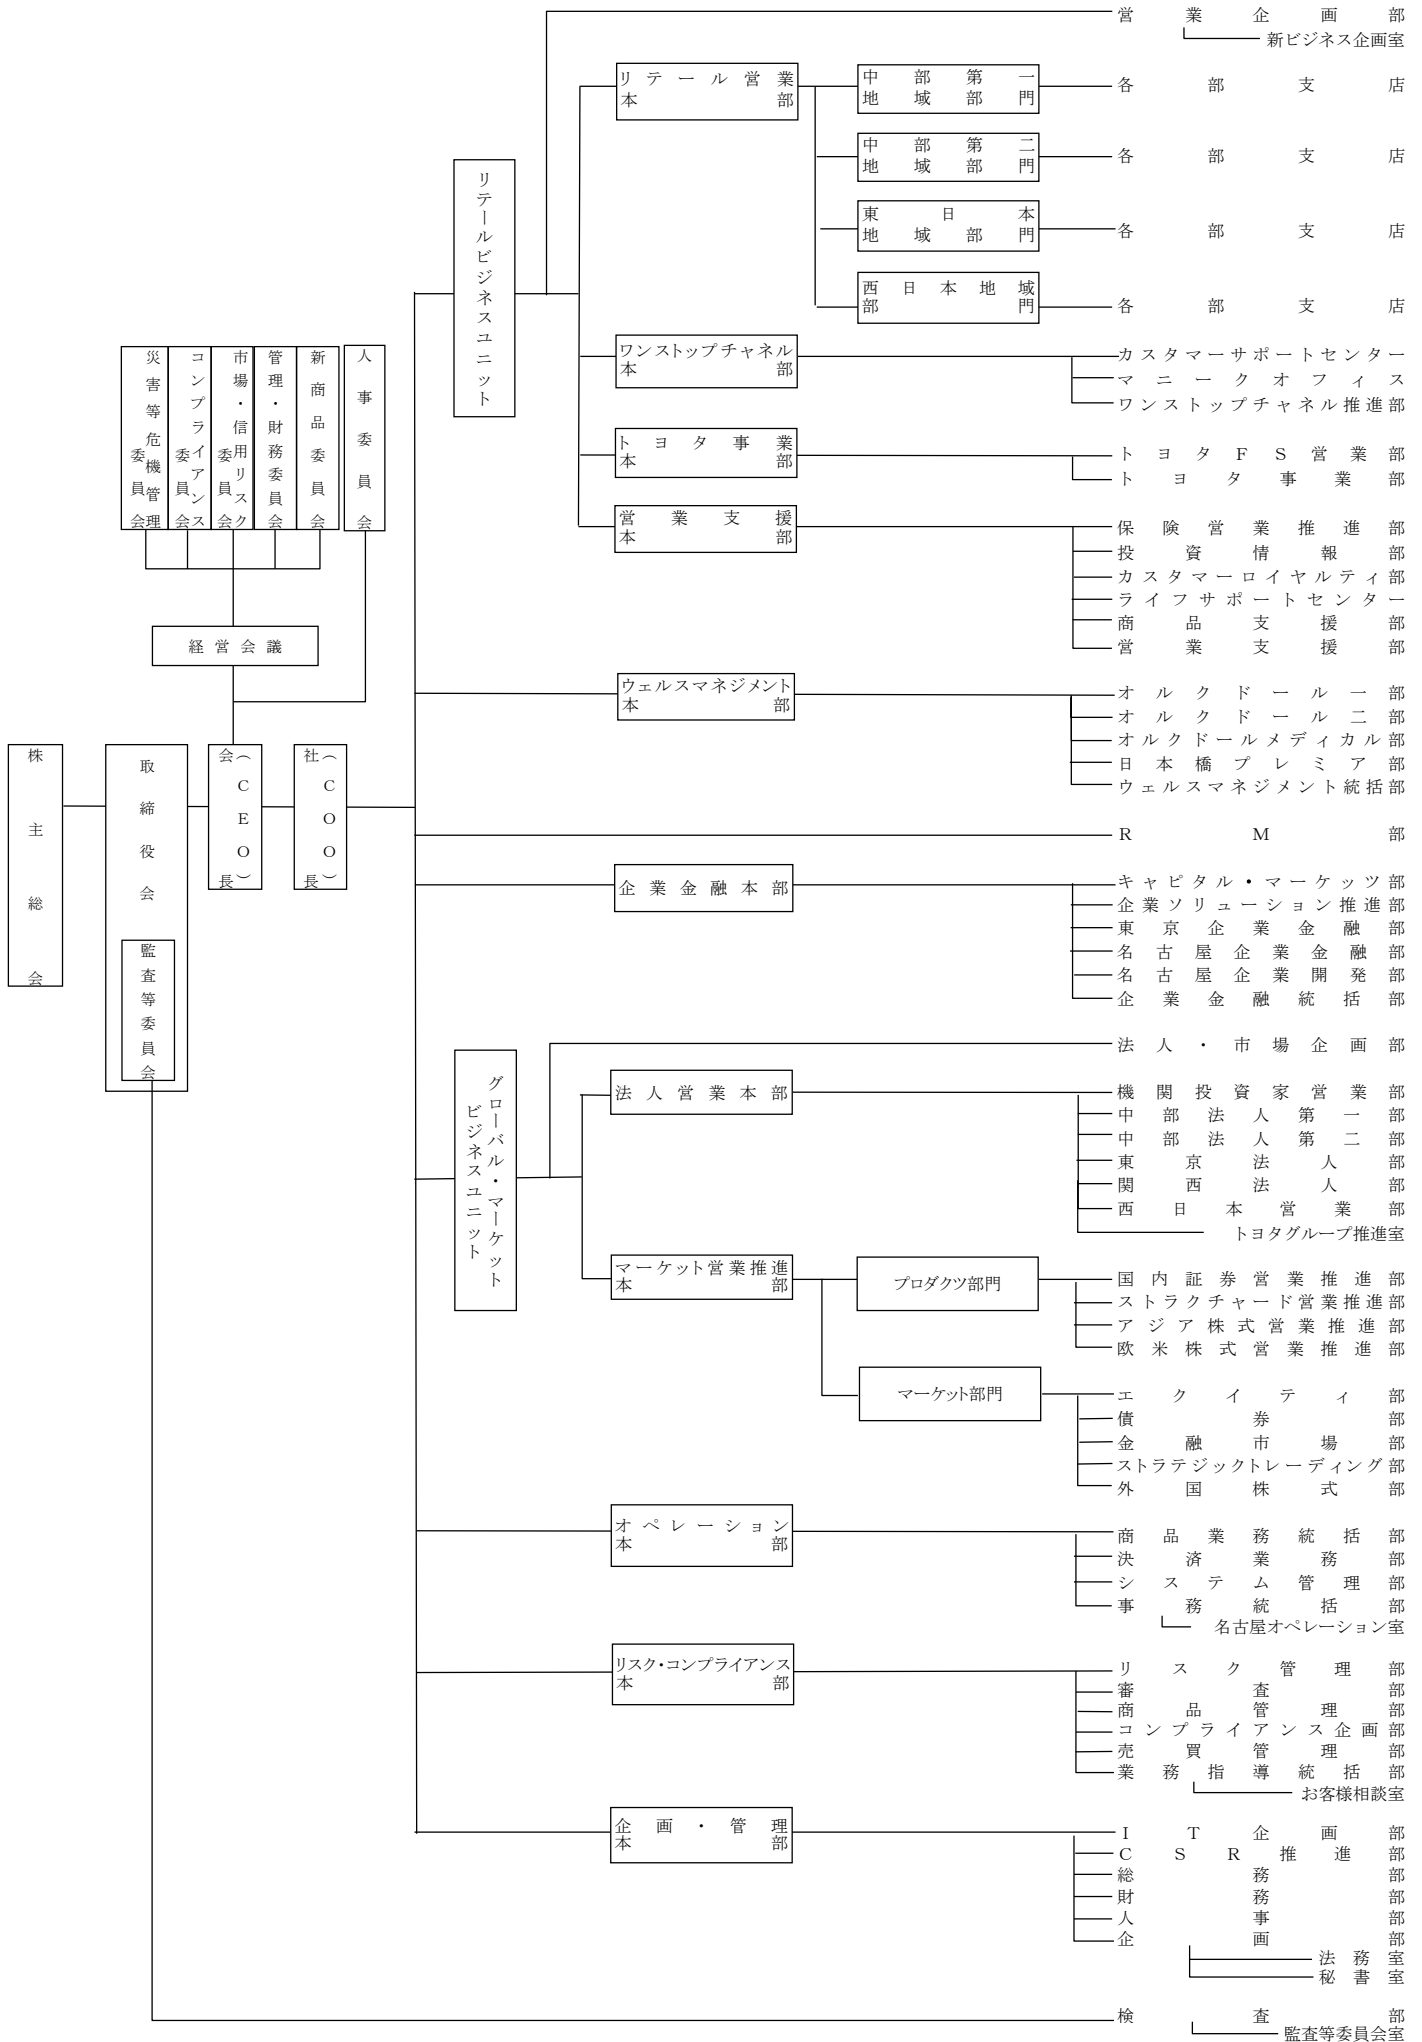 営業企画部
新ビジネス企画室
リテール営業
本部
中部第一
地域部門
各部支店
中部第二
地域部門
各部支店
東日本
地域部門
各部支店
西日本地域
部門
各部支店
リテールビジネスユニット
ワンストップチャネル
本部
カスタマーサポートセンター
マニークオフィス
ワンストップチャネル推進部
トヨタ事業
本部
トヨタFS営業部
トヨタ事業部
営業支援
本部
保険営業推進部
投資情報部
カスタマーロイヤルティ部
ライフサポートセンター
商品支援部
営業支援部
災害等危機管理
委員会
コンプライアンス
委員会
市場・信用リスク
委員会
管理・財務委員会
新商品委員会
人事委員会
経営会議
ウェルスマネジメント
本部
オルクドール一部
オルクドール二部
オルクドールメディカル部
日本橋プレミア部
ウェルスマネジメント統括部
株主総会
取締役会
監査等委員会
会長
（CEO）
社長
（COO）
RM部
企業金融本部
キャピタル・マーケッツ部
企業ソリューション推進部
東京企業金融部
名古屋企業金融部
名古屋企業開発部
企業金融統括部
グローバル・マーケット
ビジネスユニット
法人・市場企画部
法人営業本部
機関投資家営業部
中部法人第一部
中部法人第二部
東京法人部
関西法人部
西日本営業部
トヨタグループ推進室
マーケット営業推進
本部
プロダクツ部門
国内証券営業推進部
ストラクチャード営業推進部
アジア株式営業推進部
欧米株式営業推進部
マーケット部門
エクイティ部
債券部
金融市場部
ストラテジックトレーディング部
外国株式部
オペレーション
本部
商品業務統括部
決済業務部
システム管理部
事務統括部
名古屋オペレーション室
リスク・コンプライアンス
本部
リスク管理部
審査部
商品管理部
コンプライアンス企画部
売買管理部
業務指導統括部
お客様相談室
企画・管理
本部
IT企画部
CSR推進部
総務部
財務部
人事部
企画部
法務室
秘書室
検査部
監査等委員会室